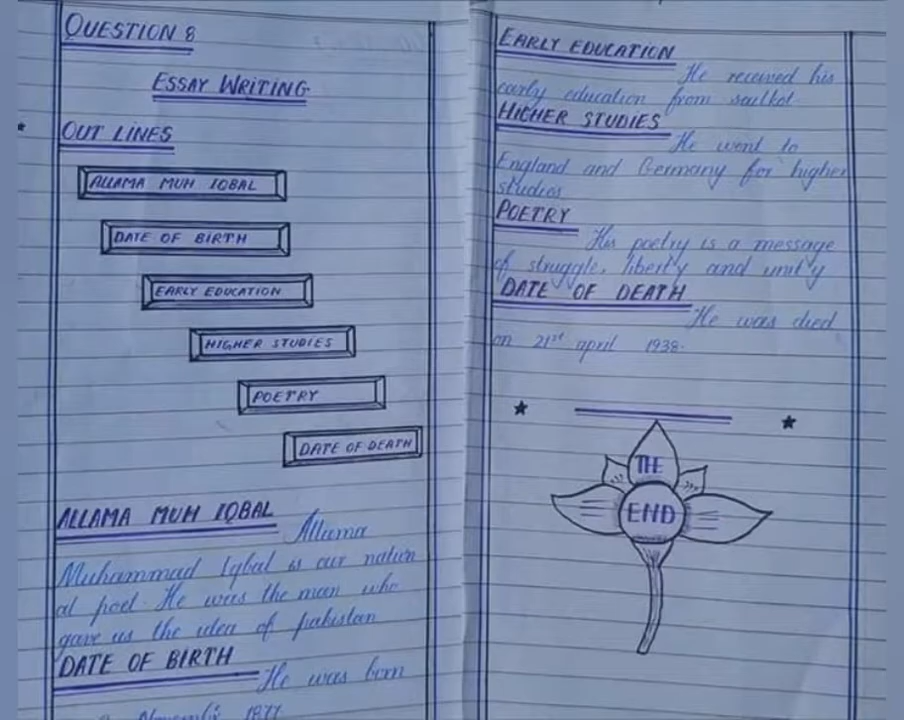 QUESTION 8
ESSAY WRITING
OUT LINES
ALLAMA MUH IQBAL
DATE OF BIRTH
EARLY EDUCATION
HIGHER STUDIES
POETRY
DATE OF DEATH
ALLAMA MUH IQBAL Allama
Muhammad Iqbal is our nation
al poet. He was the man who
gave us the idea of pakistan
DATE OF BIRTH He was born
1877
EARLY EDUCATION He received his
early education from
HIGHER STUDIES He went to
England and Germany for higher
studies
POETRY His poetry is a message
of struggle, liberty and unity
DATE OF DEATH He was died
on 21st april 1938.
THE
END